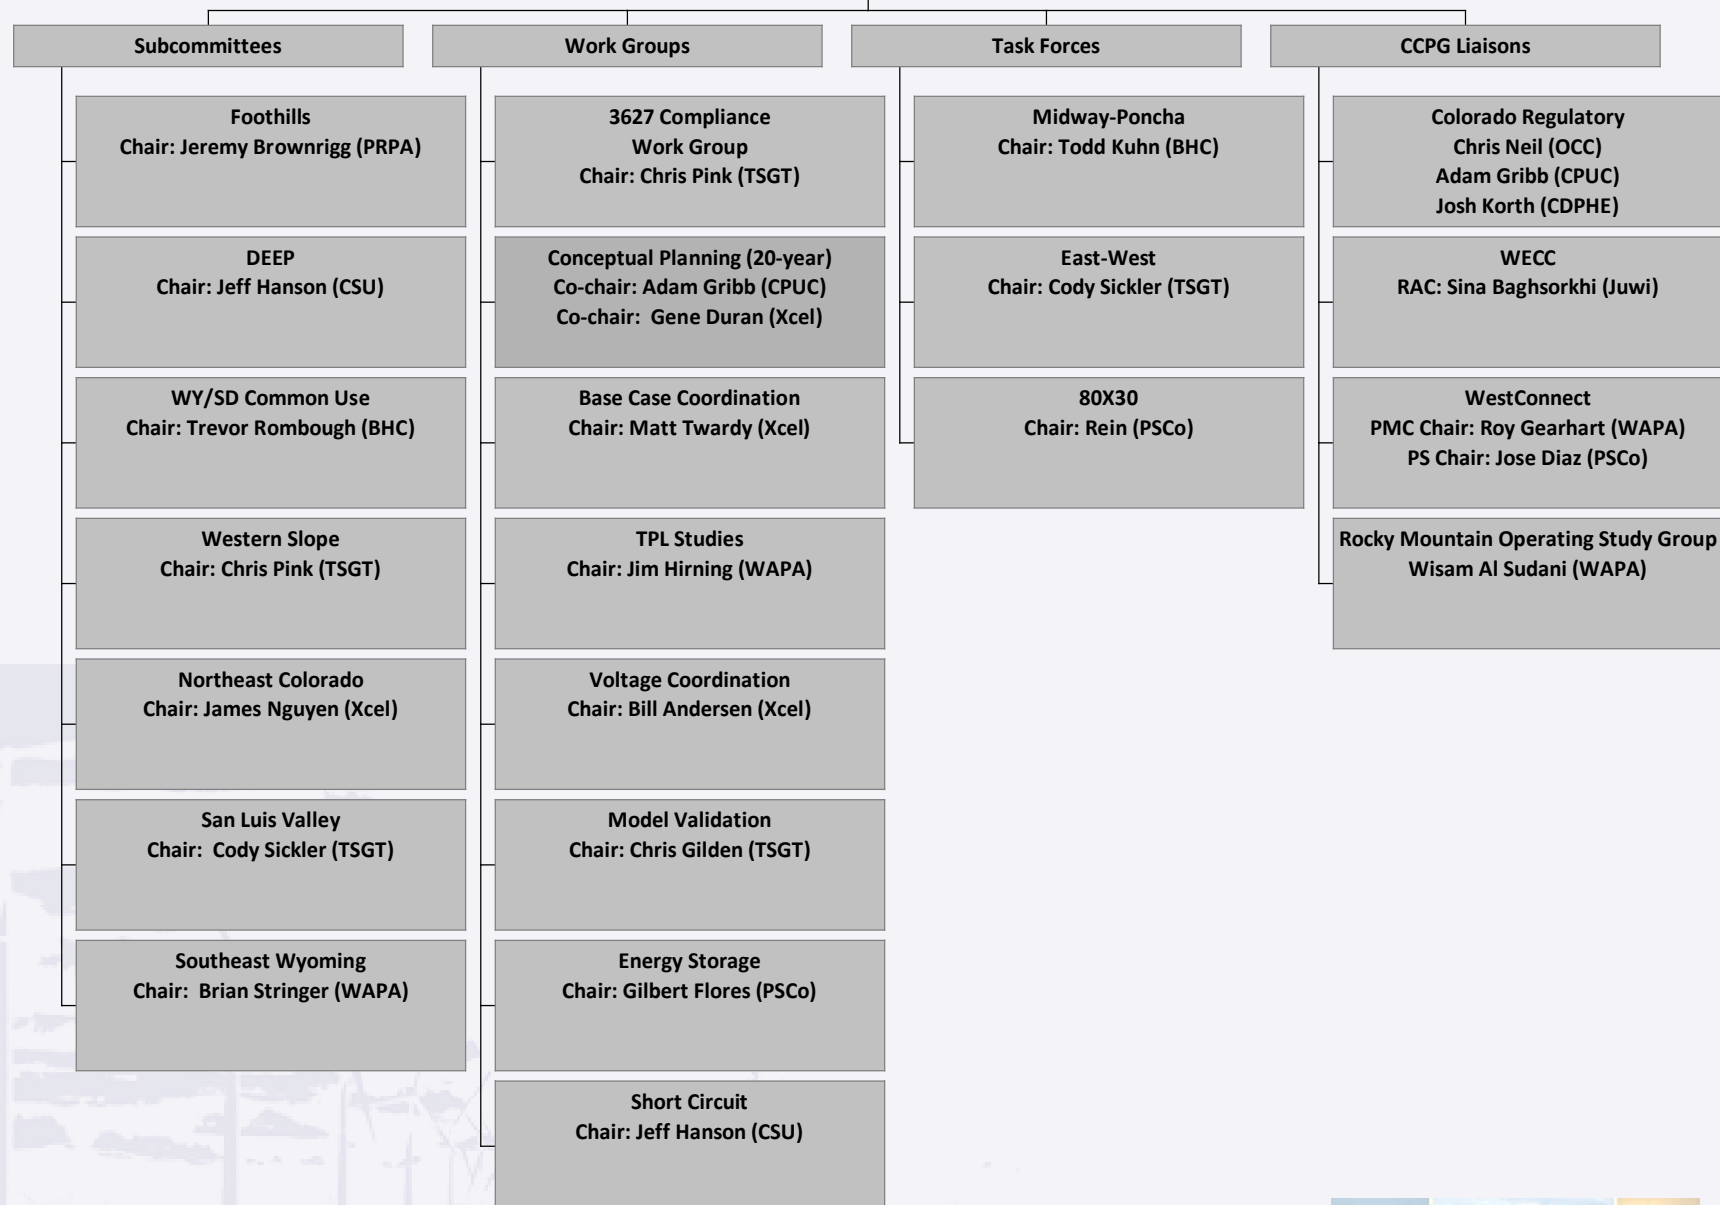 Subcommittees
Foothills
Chair: Jeremy Brownrigg (PRPA)
DEEP
Chair: Jeff Hanson (CSU)
WY/SD Common Use
Chair: Trevor Rombough (BHC)
Western Slope
Chair: Chris Pink (TSGT)
Northeast Colorado
Chair: James Nguyen (Xcel)
San Luis Valley
Chair:  Cody Sickler (TSGT)
Southeast Wyoming
Chair:  Brian Stringer (WAPA)
Work Groups
3627 Compliance
Work Group
Chair: Chris Pink (TSGT)
Conceptual Planning (20-year)
Co-chair: Adam Gribb (CPUC)
Co-chair:  Gene Duran (Xcel)
Base Case Coordination
Chair: Matt Twardy (Xcel)
TPL Studies
Chair: Jim Hirning (WAPA)
Voltage Coordination
Chair: Bill Andersen (Xcel)
Model Validation
Chair: Chris Gilden (TSGT)
Energy Storage
Chair: Gilbert Flores (PSCo)
Short Circuit
Chair: Jeff Hanson (CSU)
Task Forces
Midway-Poncha
Chair: Todd Kuhn (BHC)
East-West
Chair: Cody Sickler (TSGT)
80X30
Chair: Rein (PSCo)
CCPG Liaisons
Colorado Regulatory
Chris Neil (OCC)
Adam Gribb (CPUC)
Josh Korth (CDPHE)
WECC
RAC: Sina Baghsorkhi (Juwi)
WestConnect
PMC Chair: Roy Gearhart (WAPA)
PS Chair: Jose Diaz (PSCo)
Rocky Mountain Operating Study Group
Wisam Al Sudani (WAPA)